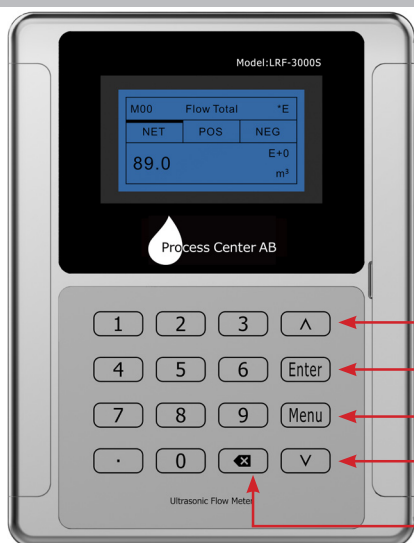 Model:LRF-3000S
M00 Flow Total *E
NET POS NEG
89.0 E+0
m³
Process Center AB
1 2 3 ∧
4 5 6 Enter
7 8 9 Menu
. 0 ∨
Ultrasonic Flow Meter